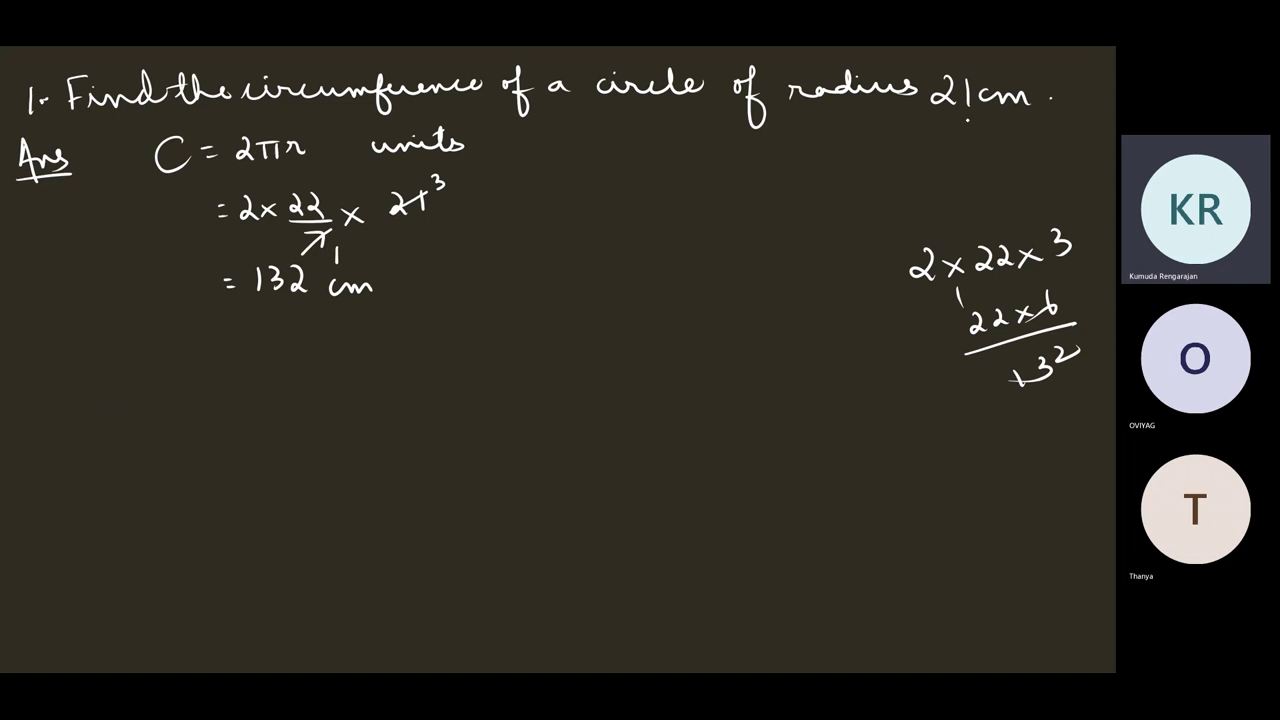 1. Find the circumference of a circle of radius 21cm.
Ans C = 2πr units
= 2 × 22/7 × 21 3
1
= 132 cm
2 × 22 × 3
1
22 × 6
132
KR
Kumuda Rengarajan
O
OVIYAG
T
Thanya